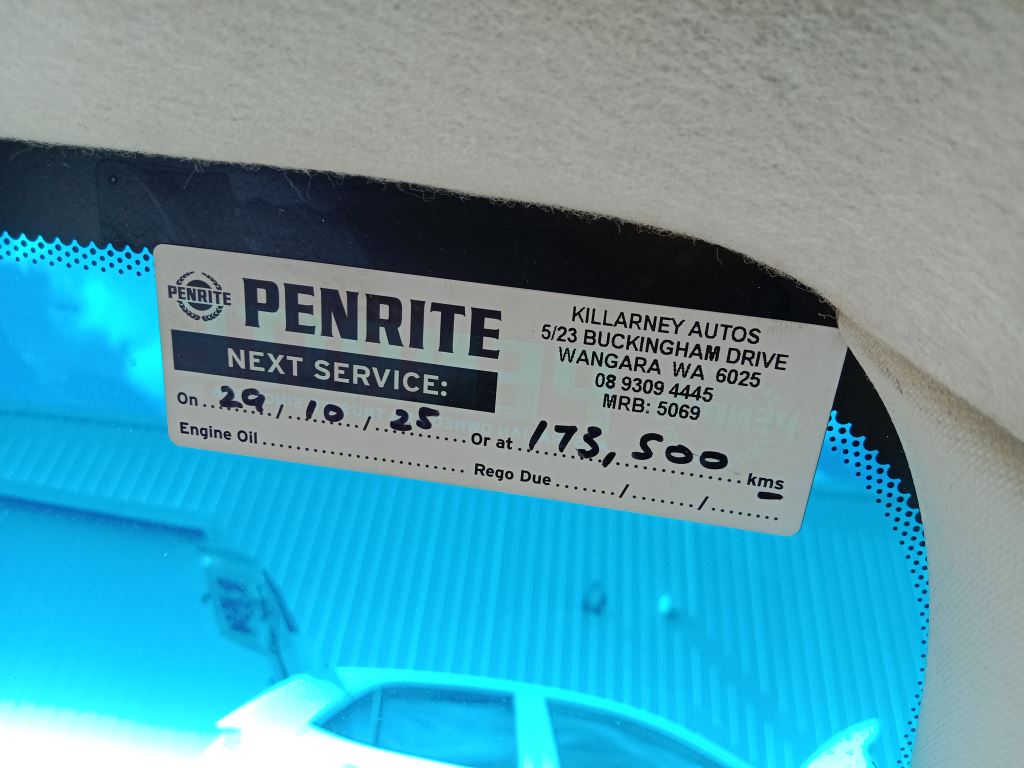 PENRITE
PENRITE
NEXT SERVICE:
On 29 / 10 / 25 Or at 173,500 kms
Engine Oil Rego Due / /
KILLARNEY AUTOS
5/23 BUCKINGHAM DRIVE
WANGARA WA 6025
08 9309 4445
MRB: 5069